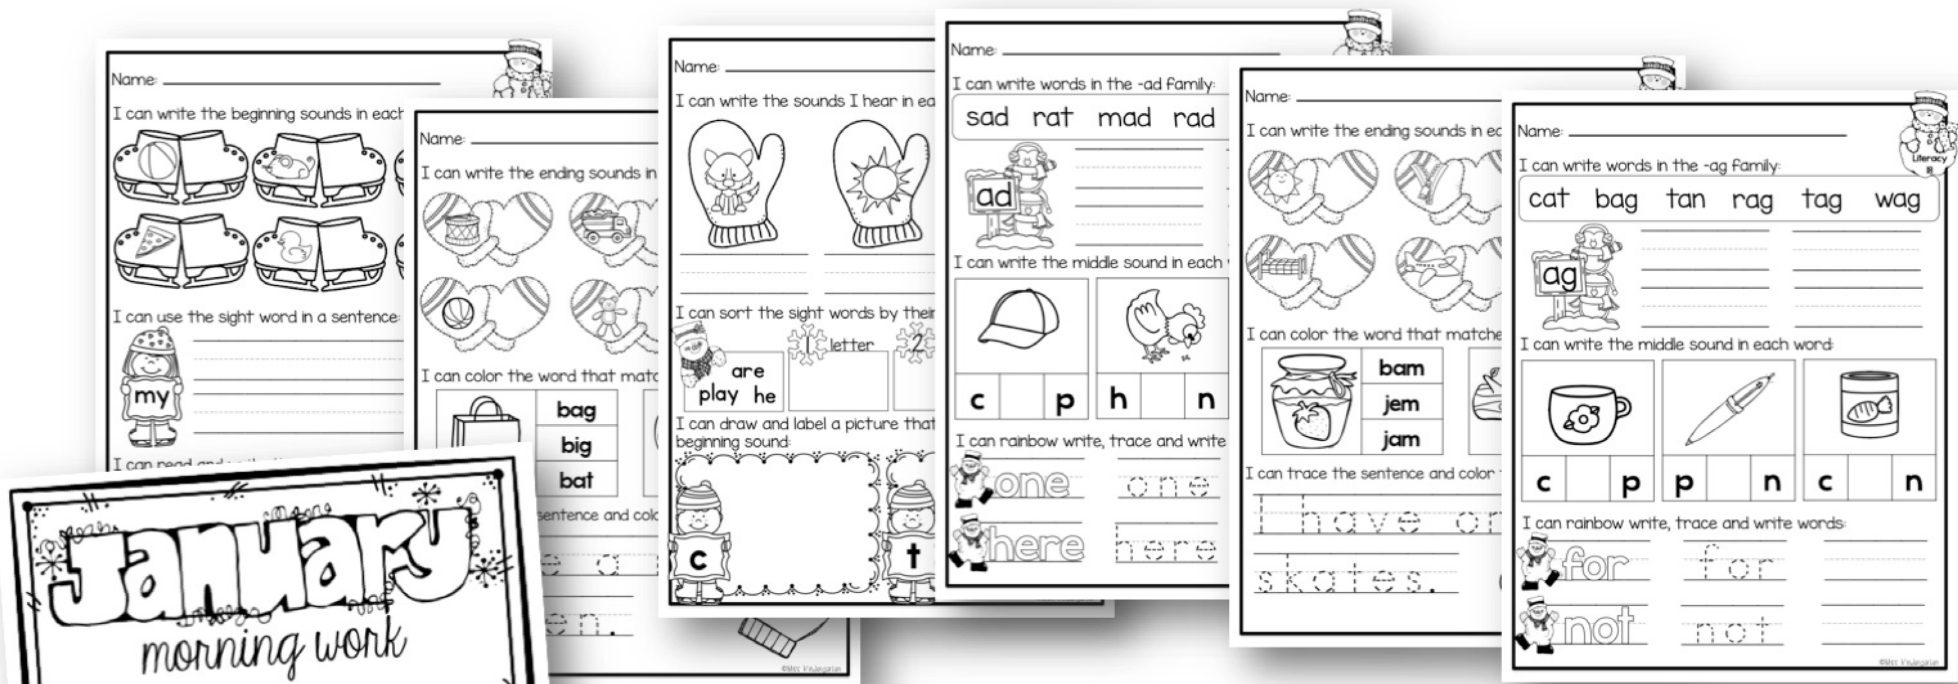 Name:
I can write the beginning sounds in each
I can use the sight word in a sentence:
my
I can read and
January
morning work
Name:
I can write the ending sounds in
I can color the word that matc
bag
big
bat
sentence and colo
e a
en.
Name:
I can write the sounds I hear in ea
I can sort the sight words by their
1 letter 2
are
play he
I can draw and label a picture that
beginning sound:
c t
Name:
I can write words in the -ad family:
sad rat mad rad
ad
I can write the middle sound in each
c p h n
I can rainbow write, trace and write
one one
here here
Name:
I can write the ending sounds in ea
I can color the word that matche
bam
jem
jam
I can trace the sentence and color
I have
skates.
Name:
Literacy
18
I can write words in the -ag family:
cat bag tan rag tag wag
ag
I can write the middle sound in each word:
c p p n c n
I can rainbow write, trace and write words:
for for
not not